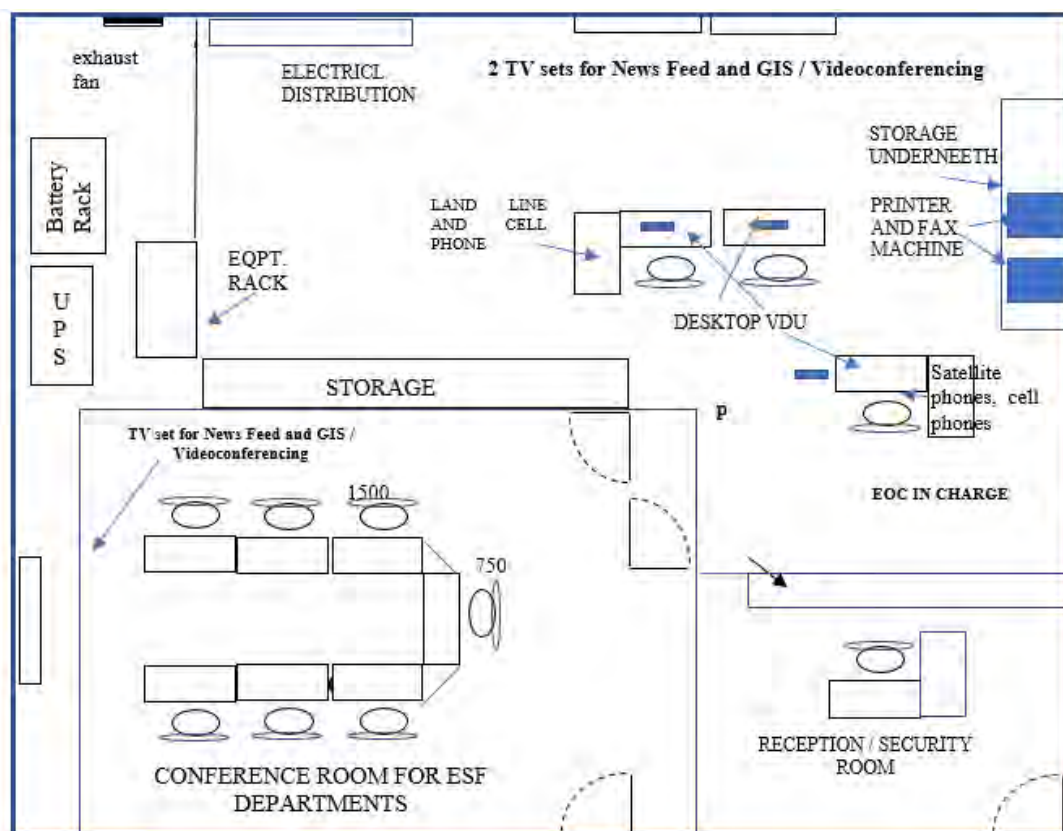 exhaust
fan
ELECTRICL
DISTRIBUTION
2 TV sets for News Feed and GIS / Videoconferencing
STORAGE
UNDERNEETH
PRINTER
AND FAX
MACHINE
Battery
Rack
LAND LINE
AND CELL
PHONE
EQPT.
RACK
UPS
DESKTOP VDU
STORAGE
Satellite
phones, cell
phones
P
TV set for News Feed and GIS /
Videoconferencing
EOC IN CHARGE
1500
750
RECEPTION / SECURITY
ROOM
CONFERENCE ROOM FOR ESF
DEPARTMENTS